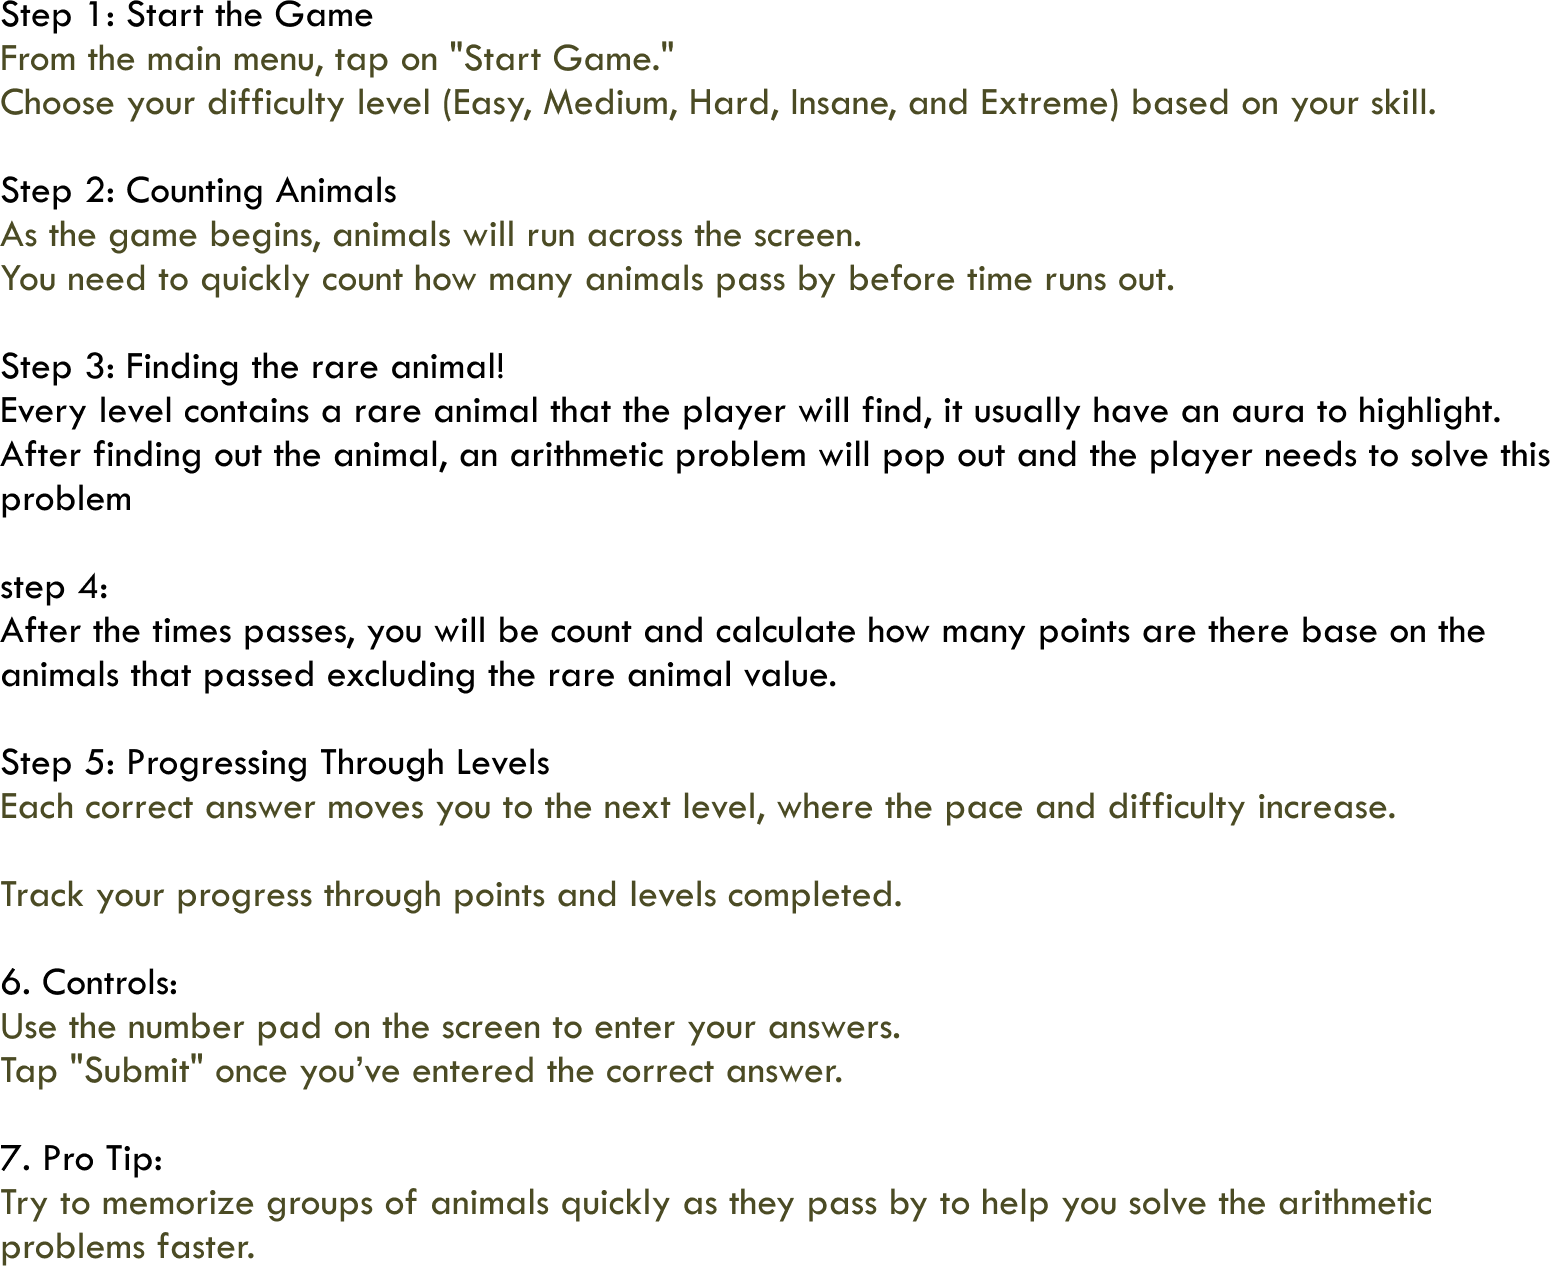 Step 1: Start the Game
From the main menu, tap on "Start Game."
Choose your difficulty level (Easy, Medium, Hard, Insane, and Extreme) based on your skill.
Step 2: Counting Animals
As the game begins, animals will run across the screen.
You need to quickly count how many animals pass by before time runs out.
Step 3: Finding the rare animal!
Every level contains a rare animal that the player will find, it usually have an aura to highlight.
After finding out the animal, an arithmetic problem will pop out and the player needs to solve this
problem
step 4:
After the times passes, you will be count and calculate how many points are there base on the
animals that passed excluding the rare animal value.
Step 5: Progressing Through Levels
Each correct answer moves you to the next level, where the pace and difficulty increase.
Track your progress through points and levels completed.
6. Controls:
Use the number pad on the screen to enter your answers.
Tap "Submit" once you’ve entered the correct answer.
7. Pro Tip:
Try to memorize groups of animals quickly as they pass by to help you solve the arithmetic
problems faster.